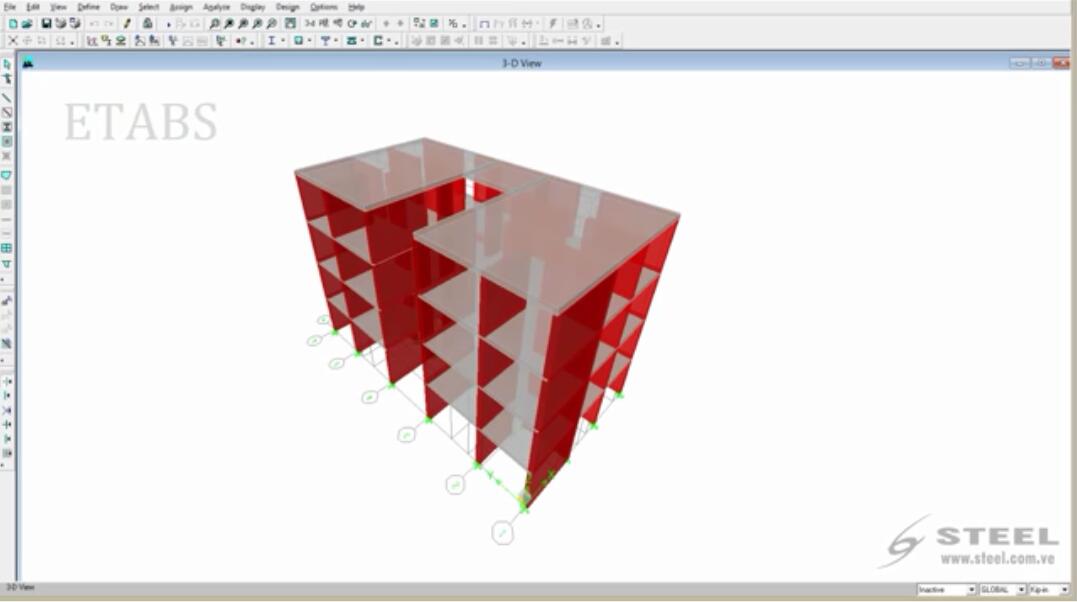 File Edit View Define Draw Select Assign Analyze Display Design Options Help
3-D View
ETABS
STEEL
www.steel.com.ve
3-D View
Inactive GLOBAL Kip-in